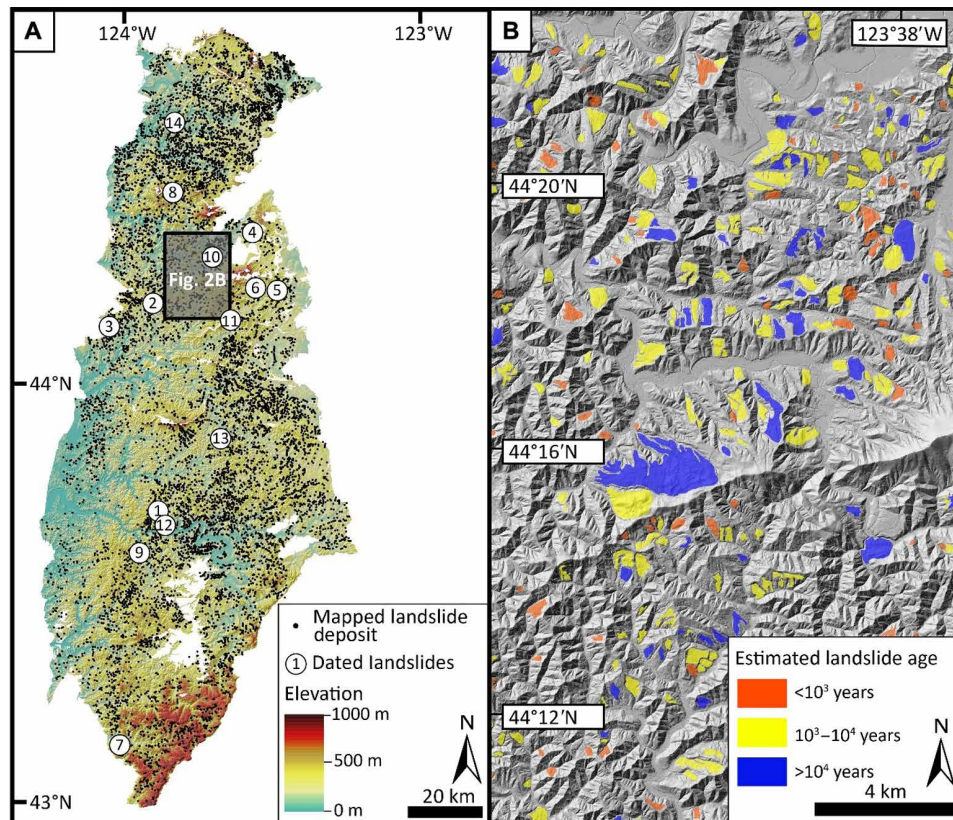 A
124°W
123°W
14
8
4
10
Fig. 2B
6
5
2
11
3
44°N
13
1
12
9
7
43°N
Mapped landslide
deposit
1 Dated landslides
Elevation
1000 m
500 m
0 m
N
20 km
B
123°38′W
44°20′N
44°16′N
44°12′N
Estimated landslide age
<10³ years
10³–10⁴ years
>10⁴ years
N
4 km